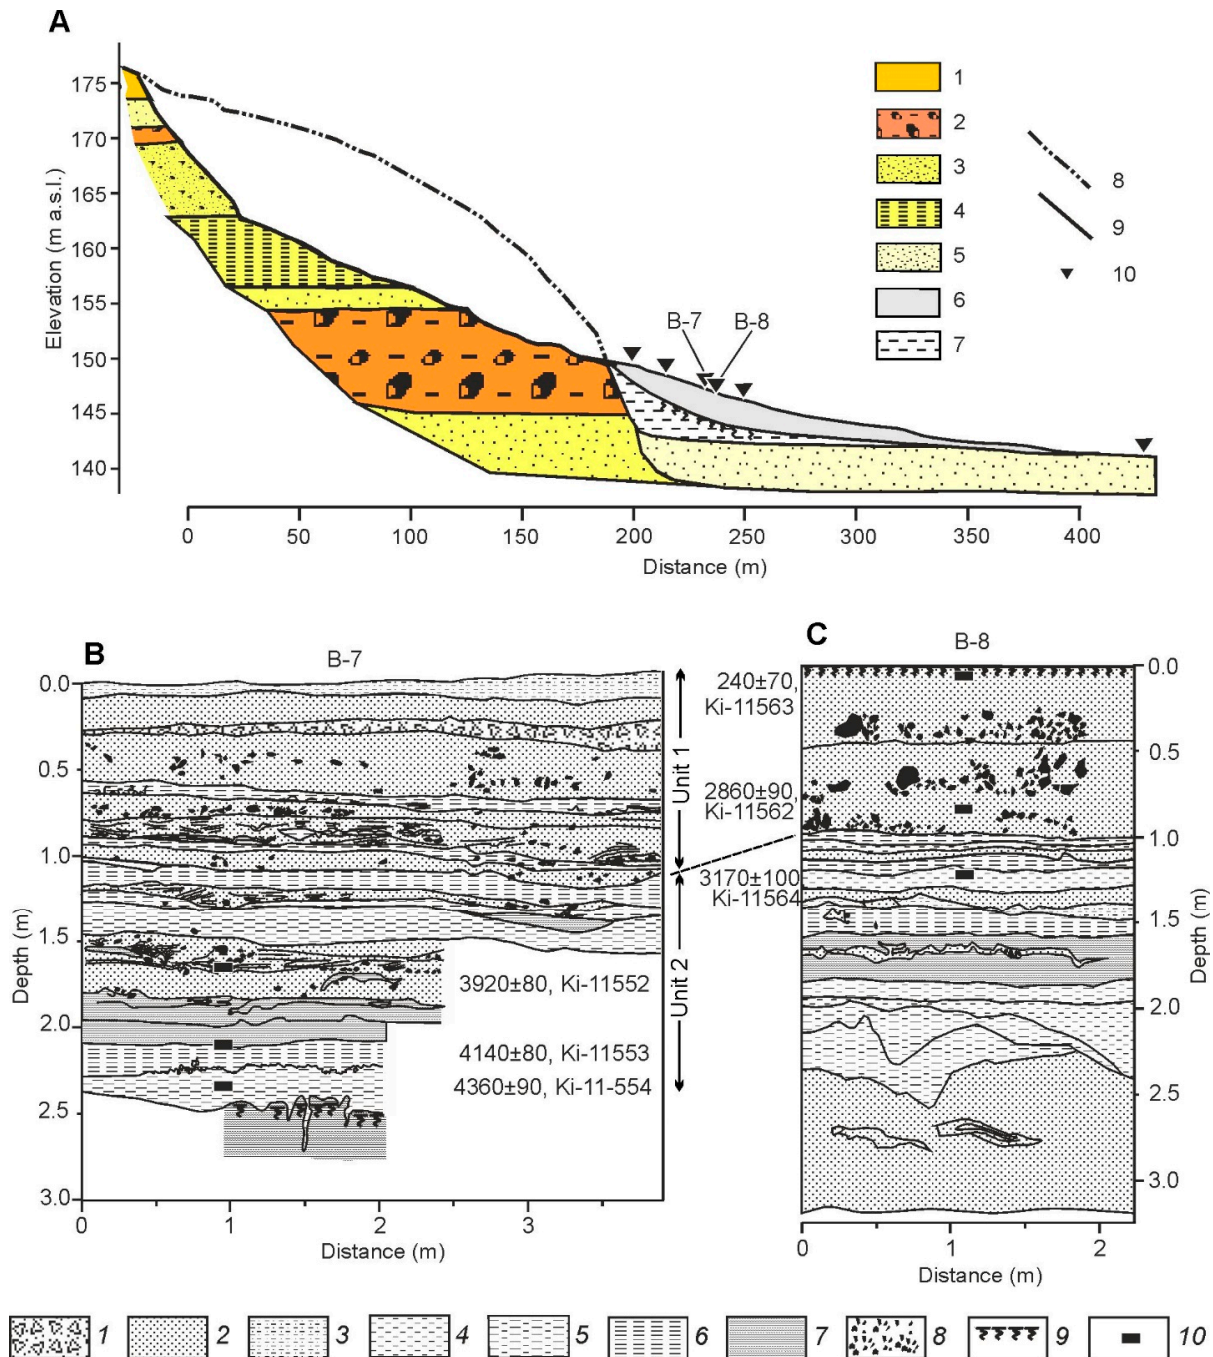 A
Elevation (m a.s.l.)
175
170
165
160
155
150
145
140
B-7
B-8
1
2
3
4
5
6
7
8
9
10
0
50
100
150
200
250
300
350
400
Distance (m)
B
B-7
Depth (m)
0.0
0.5
1.0
1.5
2.0
2.5
3.0
0
1
2
3
Distance (m)
Unit 1
Unit 2
3920±80, Ki-11552
4140±80, Ki-11553
4360±90, Ki-11-554
C
B-8
240±70,
Ki-11563
2860±90,
Ki-11562
3170±100
Ki-11564
0.0
0.5
1.0
1.5
2.0
2.5
3.0
Depth (m)
0
1
2
Distance (m)
1
2
3
4
5
6
7
8
9
10